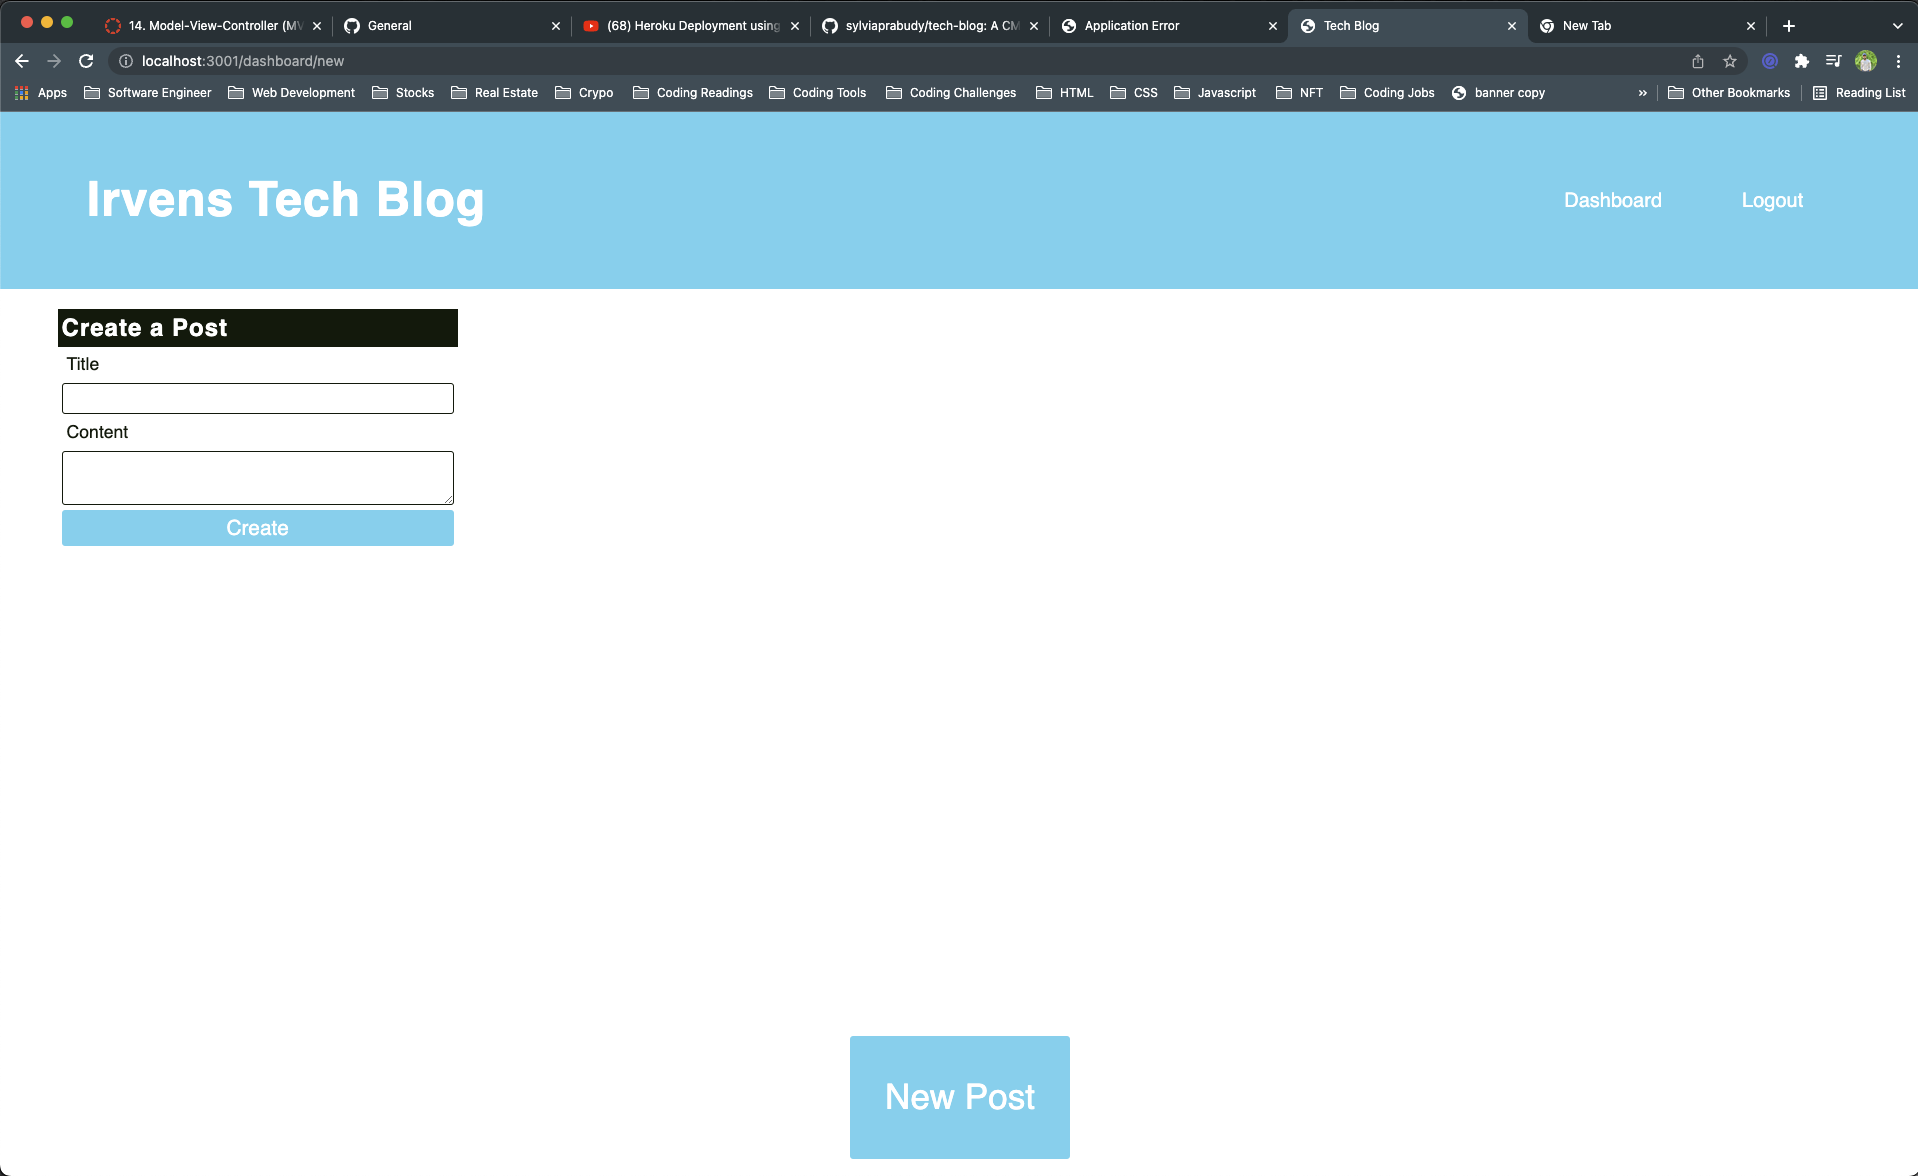 14. Model-View-Controller (MV
General
(68) Heroku Deployment using
sylviaprabudy/tech-blog: A CM
Application Error
Tech Blog
New Tab
localhost:3001/dashboard/new
Apps
Software Engineer
Web Development
Stocks
Real Estate
Crypo
Coding Readings
Coding Tools
Coding Challenges
HTML
CSS
Javascript
NFT
Coding Jobs
banner copy
»
Other Bookmarks
Reading List
Irvens Tech Blog
Dashboard
Logout
Create a Post
Title
Content
Create
New Post